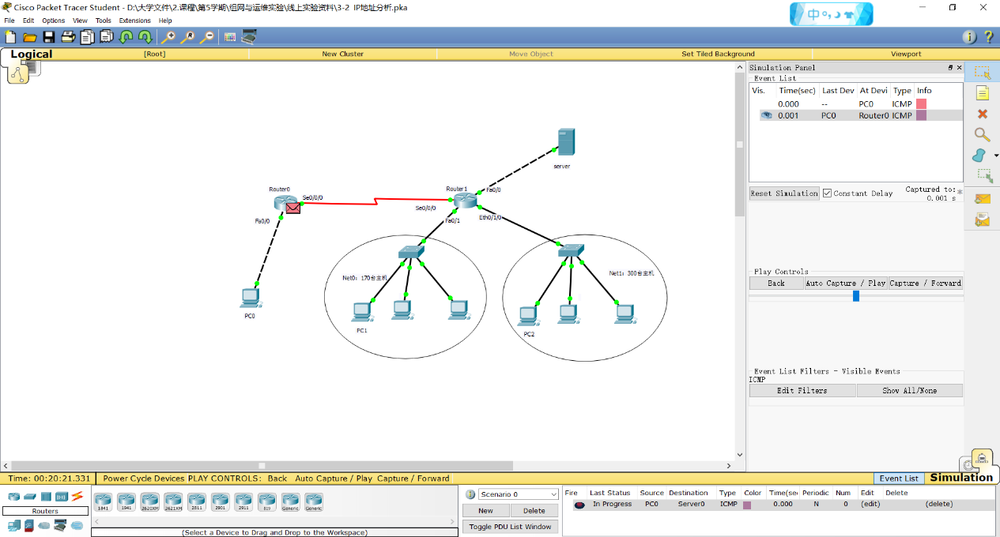 Cisco Packet Tracer Student - D:\大学文件\2.课程\第5学期\组网与运维实验\线上实验资料\3-2 IP地址分析.pka
中
File Edit Options View Tools Extensions Help
Logical [Root] New Cluster Move Object Set Tiled Background Viewport
Simulation Panel
Event List
Vis. Time(sec) Last Dev At Devi Type Info
0.000 -- PC0 ICMP
0.001 PC0 Router0 ICMP
Reset Simulation Constant Delay Captured to: *
0.001 s
Play Controls
Back Auto Capture / Play Capture / Forward
Event List Filters - Visible Events
ICMP
Edit Filters Show All/None
server
Router0
Se0/0/0
Fa0/0
Router1
Fa0/0
Se0/0/0
Fa0/1
Eth0/1/0
Net0：170台主机
Net1：300台主机
PC0
PC1
PC2
Time: 00:20:21.331 Power Cycle Devices PLAY CONTROLS: Back Auto Capture / Play Capture / Forward
Event List Simulation
Routers
1841 1941 2620XM 2621XM 2811 2901 2911 819 Generic Generic
(Select a Device to Drag and Drop to the Workspace)
Scenario 0
New Delete
Toggle PDU List Window
Fire Last Status Source Destination Type Color Time(sec Periodic Num Edit Delete
In Progress PC0 Server0 ICMP 0.000 N 0 (edit) (delete)